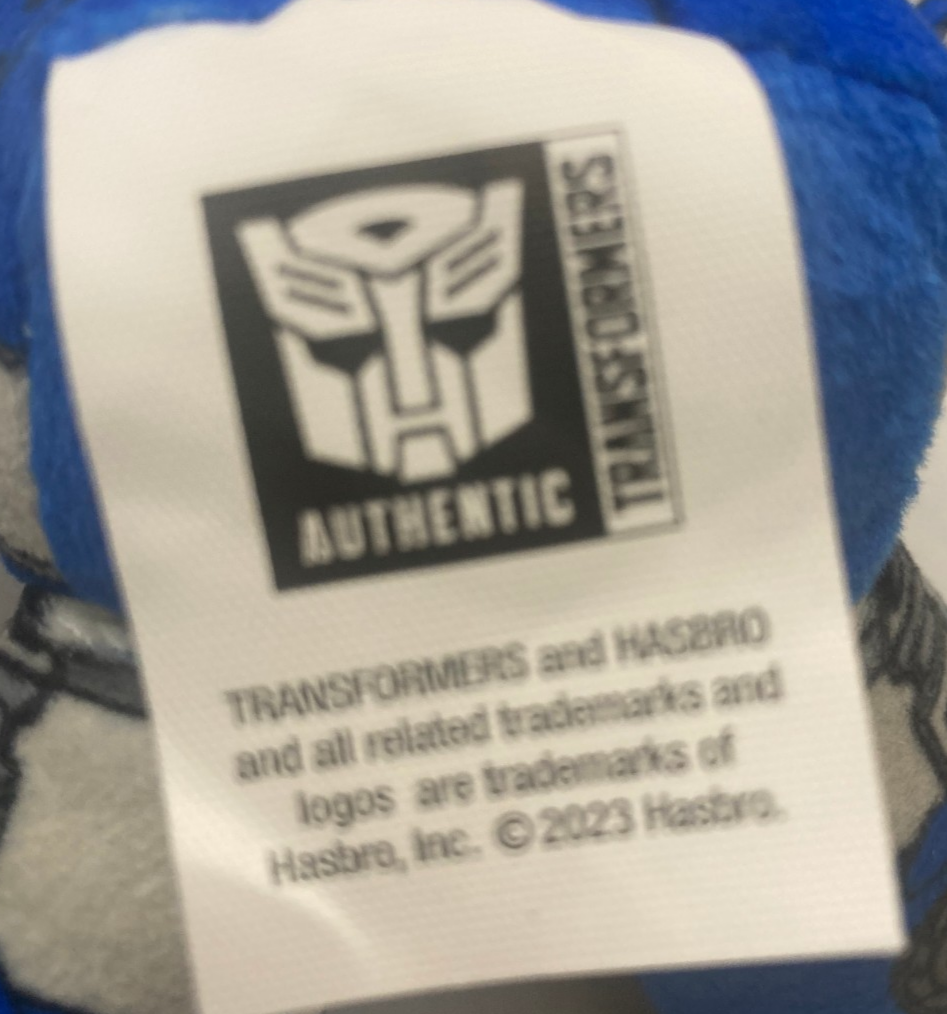 TRANSFORMERS
AUTHENTIC
TRANSFORMERS and HASBRO
and all related trademarks and
logos are trademarks of
Hasbro, Inc. © 2023 Hasbro.